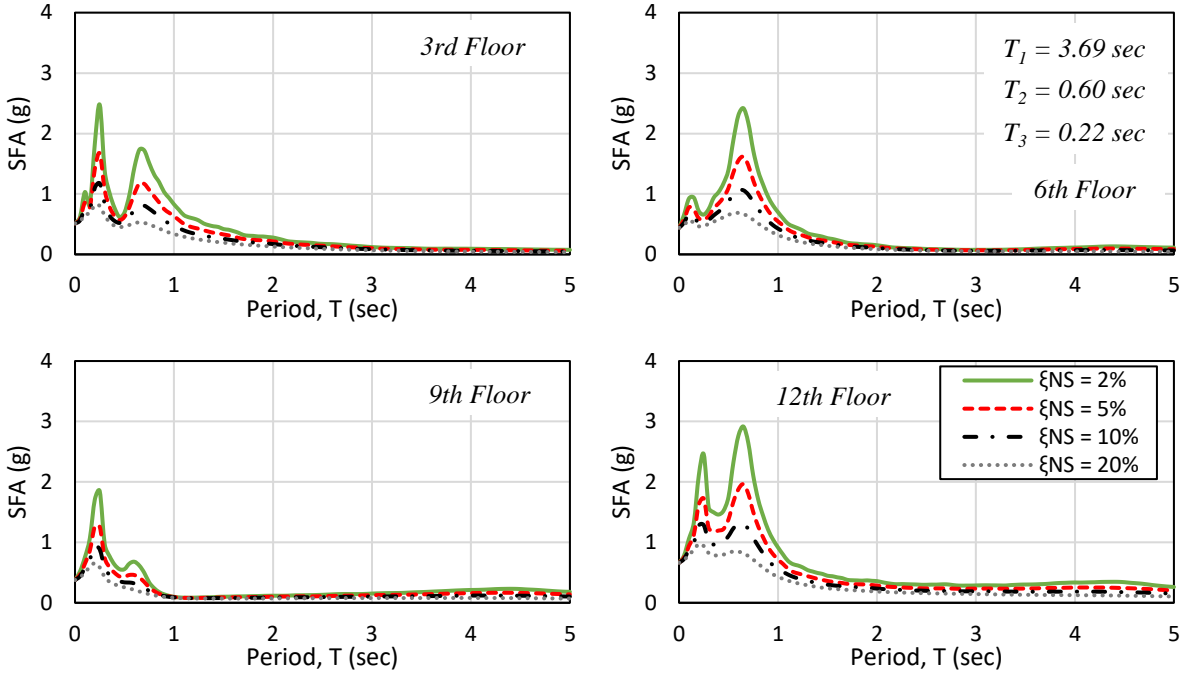 4
3
2
1
0
SFA (g)
3rd Floor
0 1 2 3 4 5
Period, T (sec)
4
3
2
1
0
SFA (g)
T1 = 3.69 sec
T2 = 0.60 sec
T3 = 0.22 sec
6th Floor
0 1 2 3 4 5
Period, T (sec)
4
3
2
1
0
SFA (g)
9th Floor
0 1 2 3 4 5
Period, T (sec)
4
3
2
1
0
SFA (g)
12th Floor
ξNS = 2%
ξNS = 5%
ξNS = 10%
ξNS = 20%
0 1 2 3 4 5
Period, T (sec)